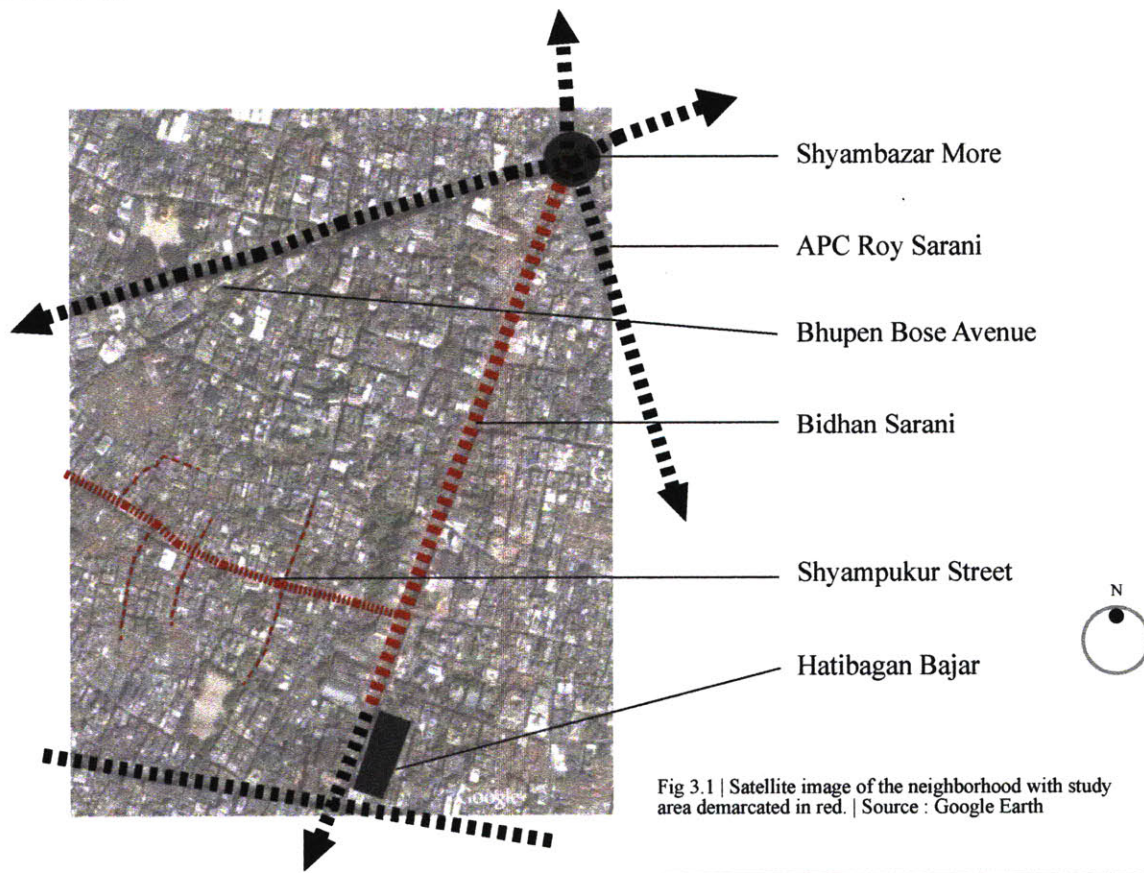 Shyambazar More
APC Roy Sarani
Bhupen Bose Avenue
Bidhan Sarani
Shyampukur Street
N
Hatibagan Bajar
Google
Fig 3.1 | Satellite image of the neighborhood with study
area demarcated in red. | Source : Google Earth